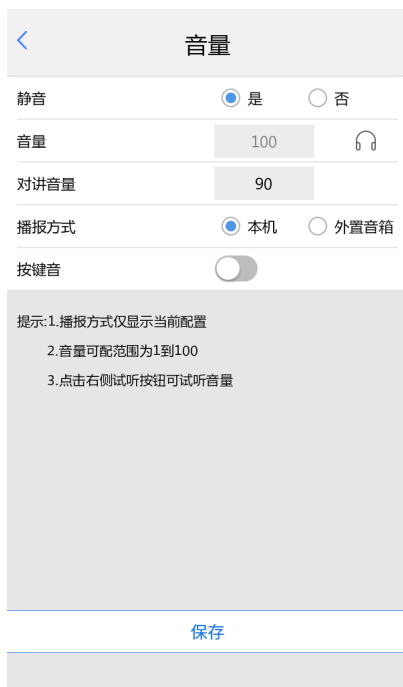 音量
静音 是 否
音量 100
对讲音量 90
播报方式 本机 外置音箱
按键音
提示:1.播报方式仅显示当前配置
2.音量可配范围为1到100
3.点击右侧试听按钮可试听音量
保存